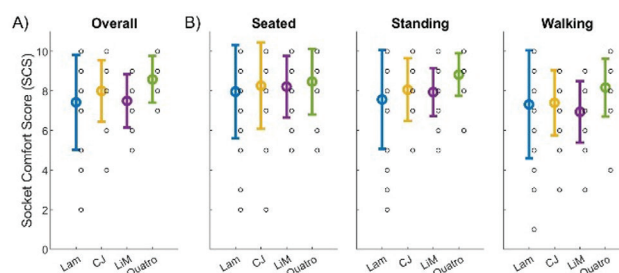 A)
Overall
B)
Seated
Standing
Walking
Socket Comfort Score (SCS)
10
8
6
4
2
0
Lam
CJ
LiM
Quatro
Lam
CJ
LiM
Quatro
Lam
CJ
LiM
Quatro
Lam
CJ
LiM
Quatro